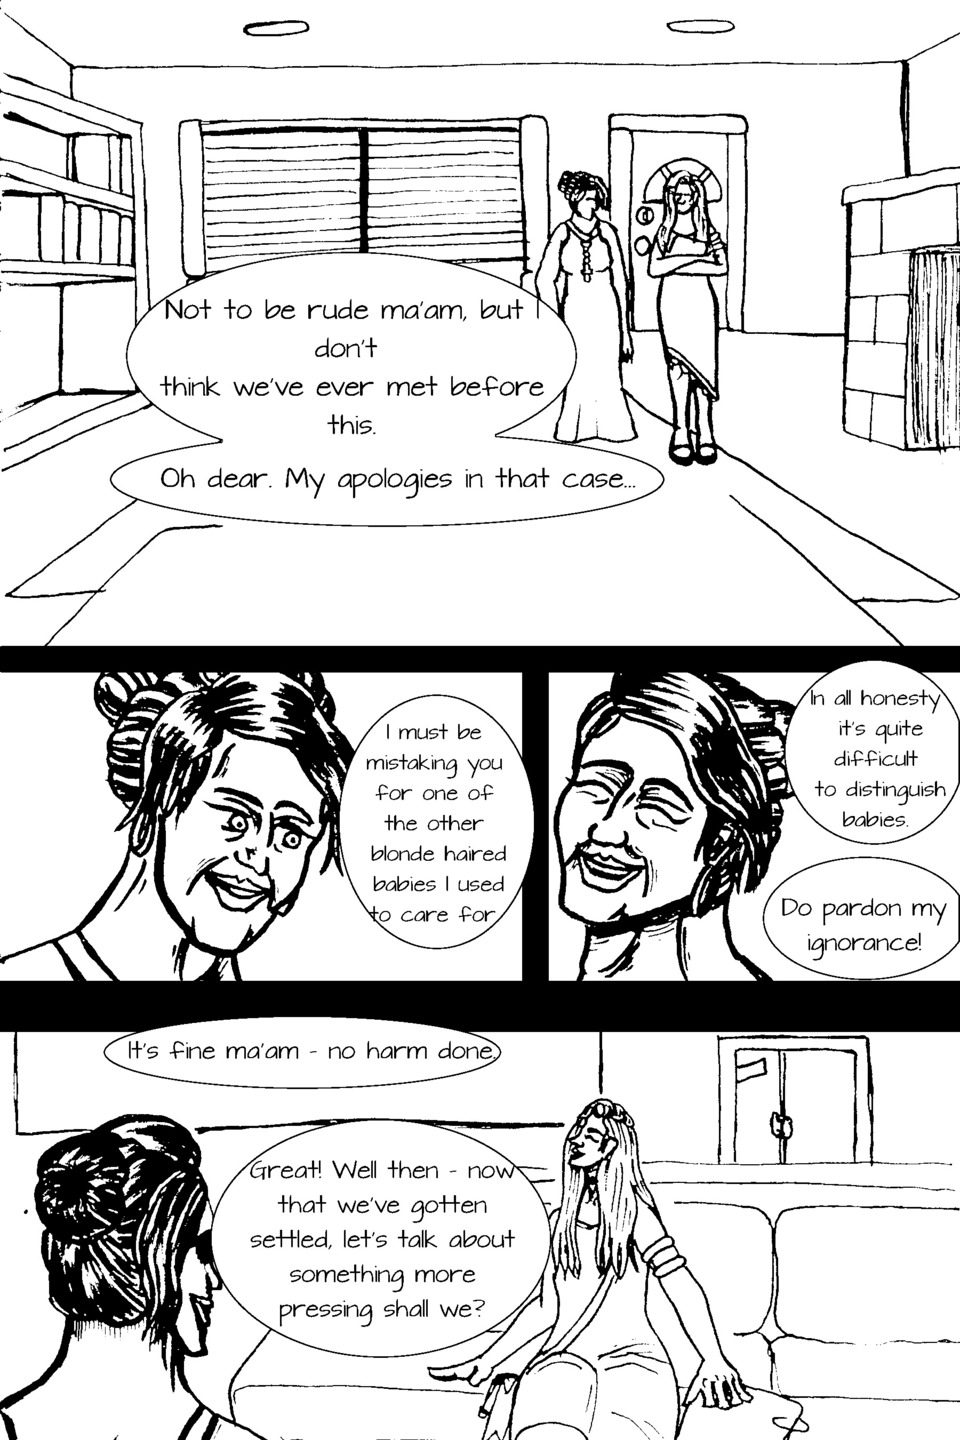 Not to be rude ma'am, but I
don't
think we've ever met before
this.
Oh dear. My apologies in that case...
I must be
mistaking you
for one of
the other
blonde haired
babies I used
to care for
In all honesty
it's quite
difficult
to distinguish
babies.
Do pardon my
ignorance!
It's fine ma'am - no harm done.
Great! Well then - now
that we've gotten
settled, let's talk about
something more
pressing shall we?